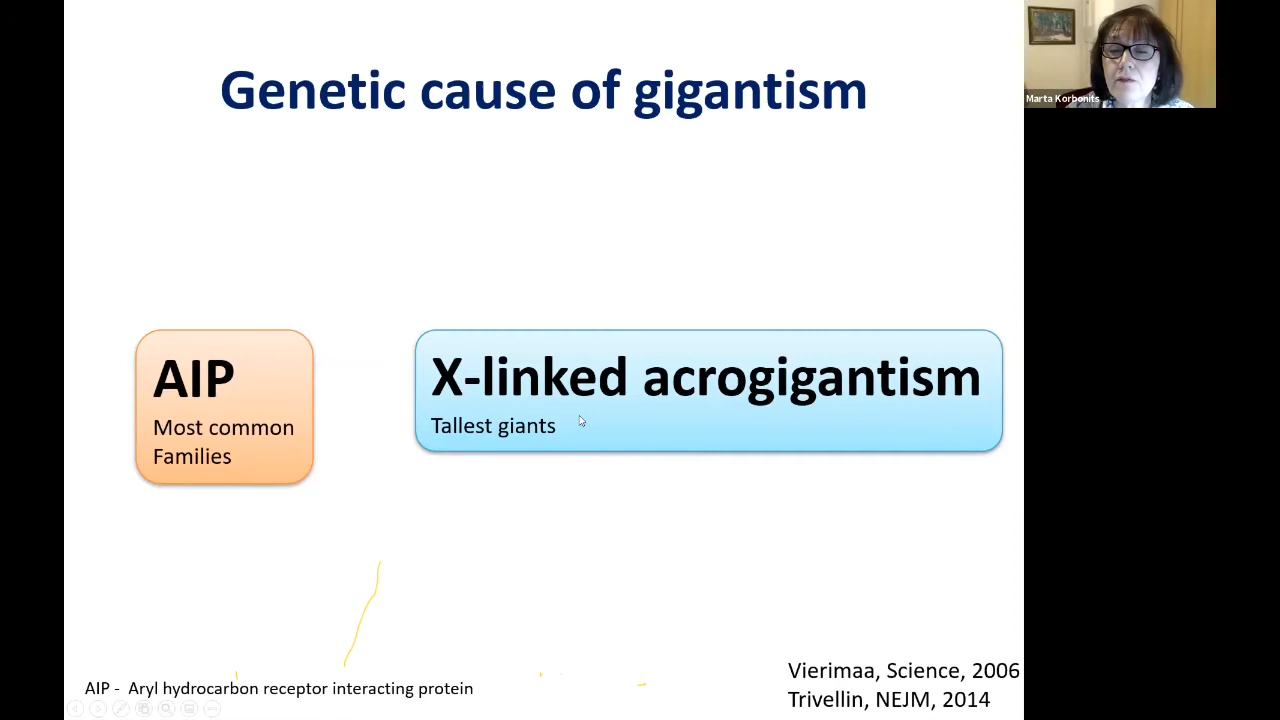 Genetic cause of gigantism
Marta Korbonits
AIP
Most common
Families
X-linked acrogigantism
Tallest giants
Vierimaa, Science, 2006
Trivellin, NEJM, 2014
AIP - Aryl hydrocarbon receptor interacting protein